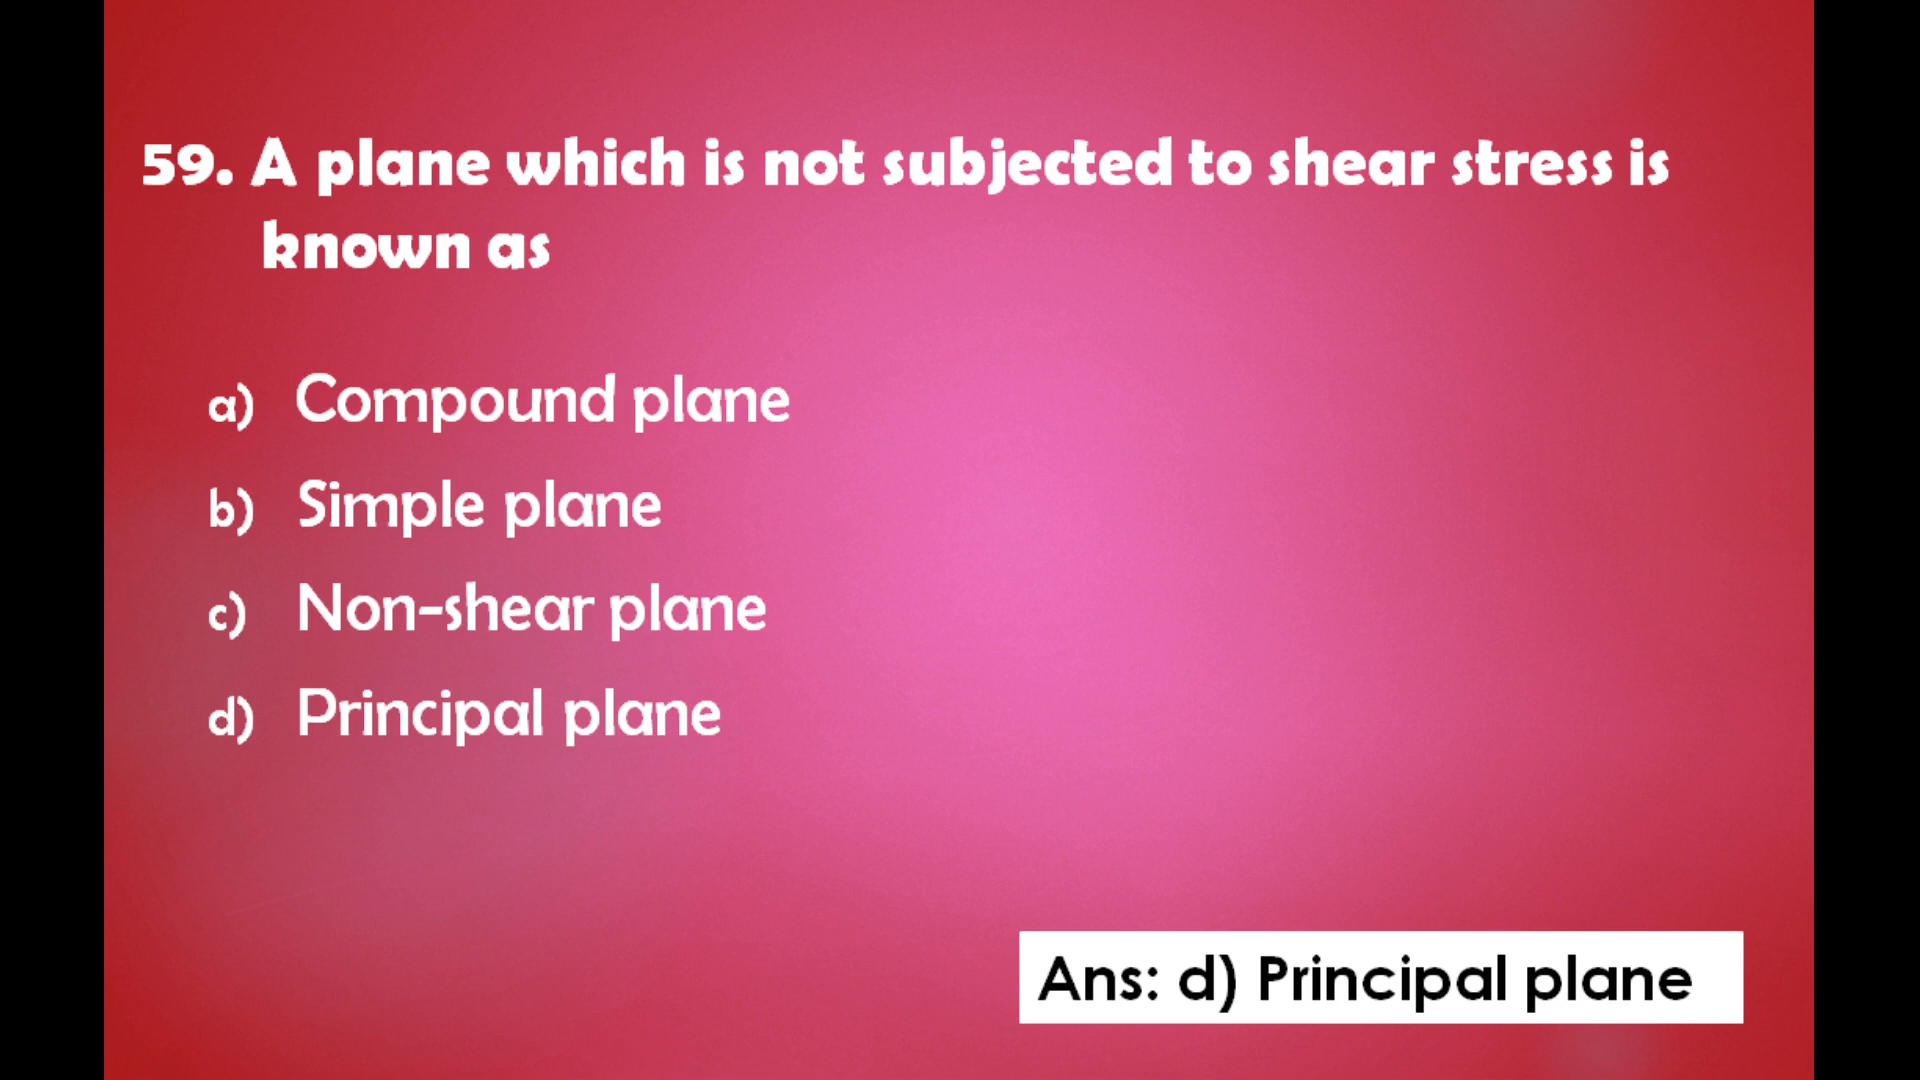 59. A plane which is not subjected to shear stress is
known as
a) Compound plane
b) Simple plane
c) Non-shear plane
d) Principal plane
Ans: d) Principal plane